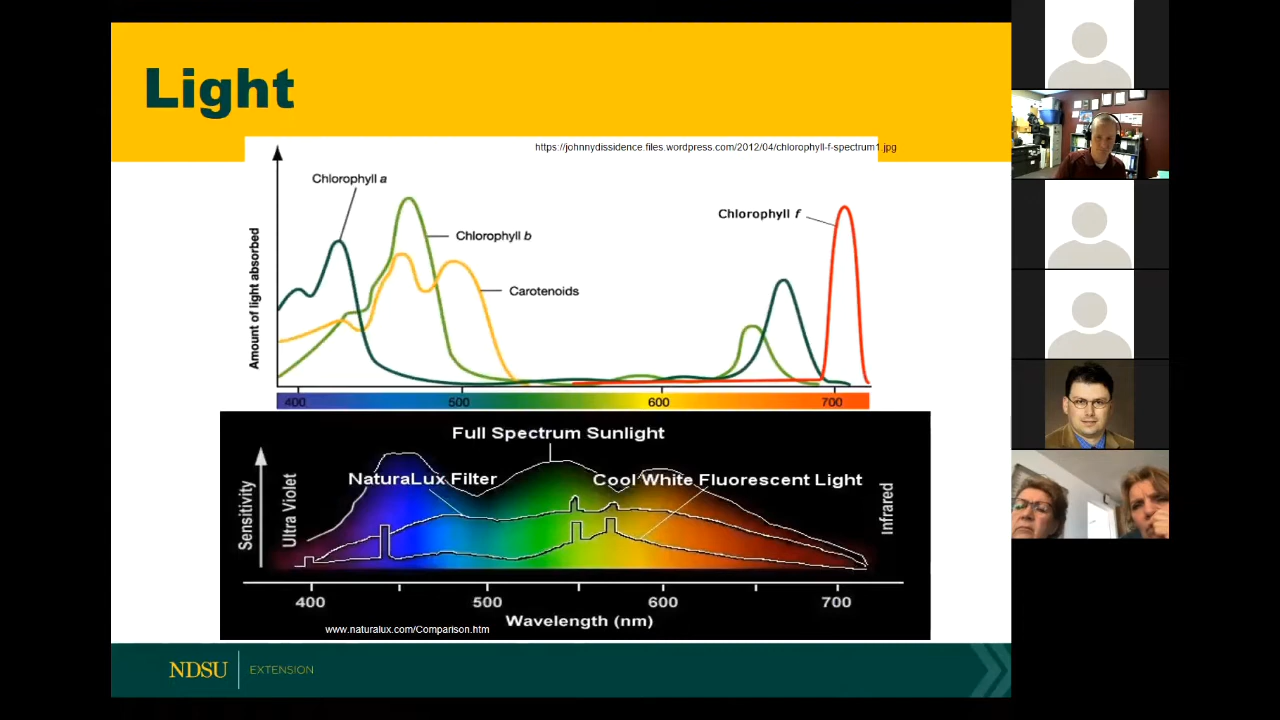 Light
https://johnnydissidence.files.wordpress.com/2012/04/chlorophyll-f-spectrum1.jpg
Chlorophyll a
Chlorophyll f
Chlorophyll b
Carotenoids
Amount of light absorbed
400 500 600 700
Full Spectrum Sunlight
NaturaLux Filter
Cool White Fluorescent Light
Sensitivity
Ultra Violet
Infrared
400 500 600 700
Wavelength (nm)
www.naturalux.com/Comparison.htm
NDSU EXTENSION